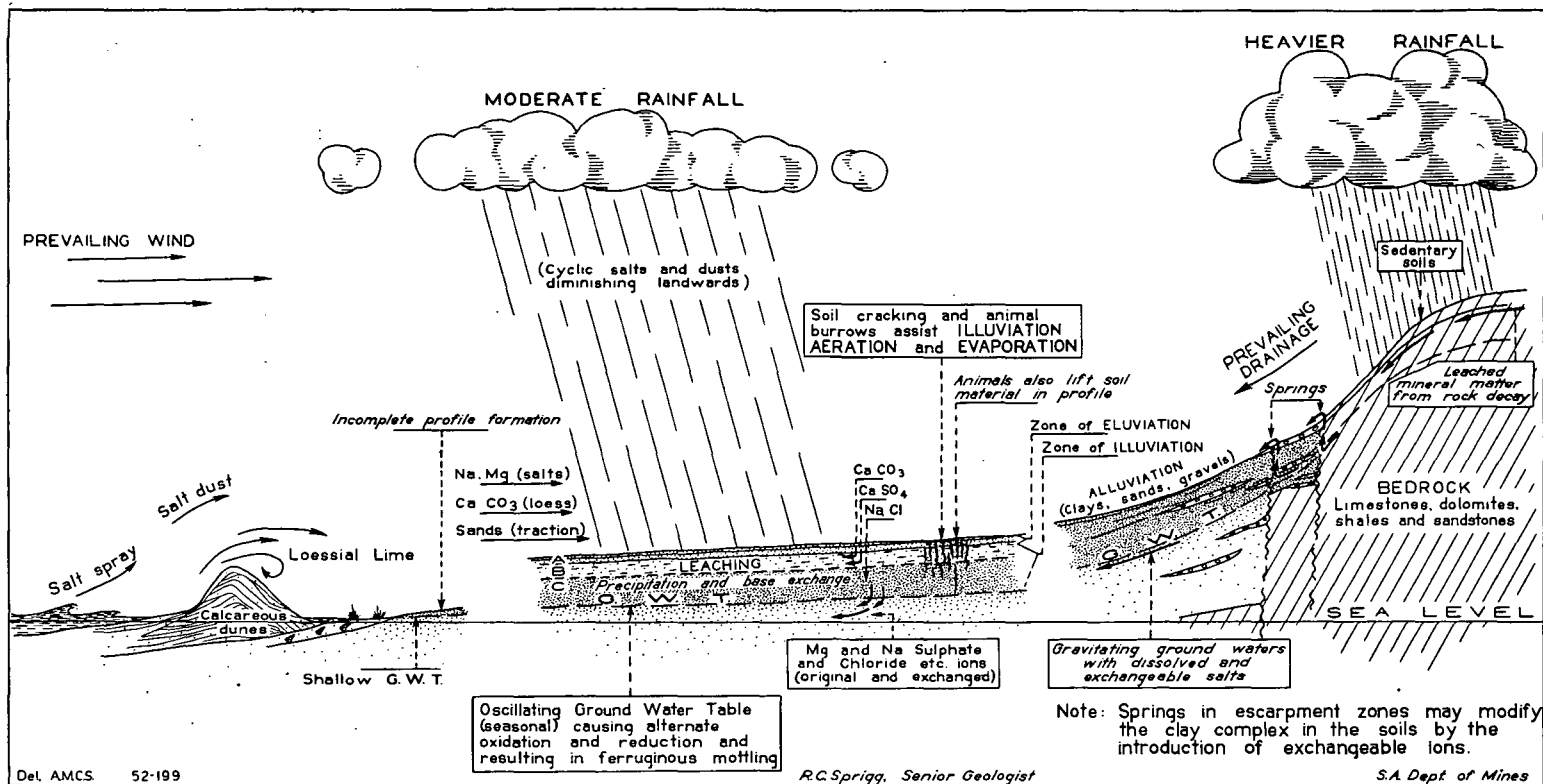 HEAVIER RAINFALL
MODERATE RAINFALL
PREVAILING WIND
(Cyclic salts and dusts
diminishing landwards)
Sedentary
soils
Soil cracking and animal
burrows assist ILLUVIATION
AERATION and EVAPORATION
PREVAILING
DRAINAGE
Springs
Leached
mineral matter
from rock decay
Animals also lift soil
material in profile
Incomplete profile formation
Zone of ELUVIATION
Zone of ILLUVIATION
Na. Mg (salts)
Ca CO3 (loess)
Sands (traction)
Ca CO3
Ca SO4
Na Cl
ALLUVIATION
(Clays, sands, gravels)
BEDROCK
Limestones, dolomites,
shales and sandstones
Salt dust
Salt spray
Loessial Lime
A
B
C
LEACHING
Precipitation and base exchange
O W T
O. W. T.
Calcareous
dunes
SEA LEVEL
Shallow G.W.T.
Mg and Na Sulphate
and Chloride etc. ions
(original and exchanged)
Gravitating ground waters
with dissolved and
exchangeable salts
Oscillating Ground Water Table
(seasonal) causing alternate
oxidation and reduction and
resulting in ferruginous mottling
Note: Springs in escarpment zones may modify
the clay complex in the soils by the
introduction of exchangeable ions.
Del. A.M.C.S. 52-199
R.C. Sprigg, Senior Geologist
S.A. Dept. of Mines